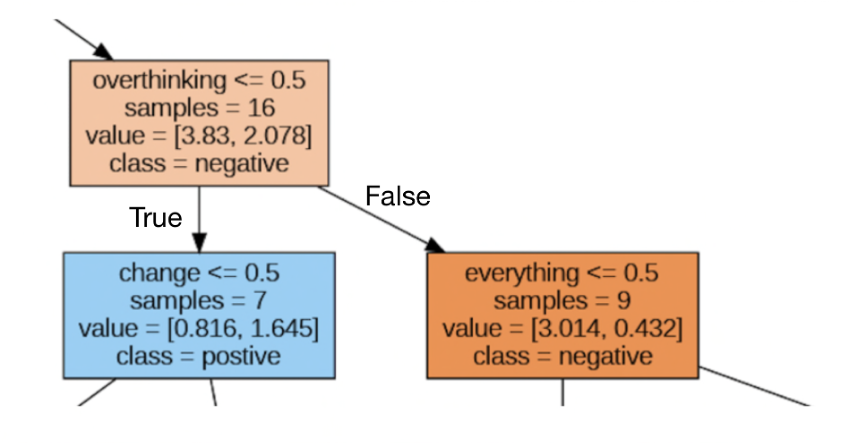 overthinking <= 0.5
samples = 16
value = [3.83, 2.078]
class = negative
True
False
change <= 0.5
samples = 7
value = [0.816, 1.645]
class = postive
everything <= 0.5
samples = 9
value = [3.014, 0.432]
class = negative